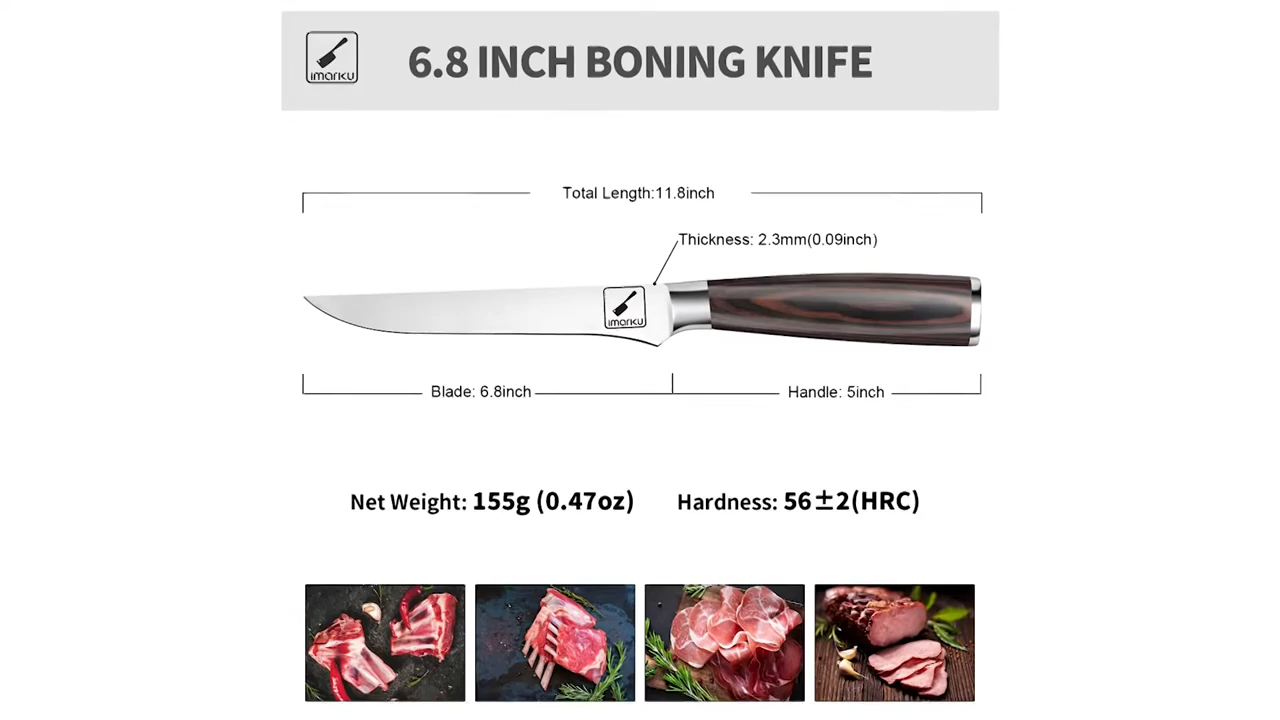 imarku
6.8 INCH BONING KNIFE
Total Length:11.8inch
Thickness: 2.3mm(0.09inch)
imarku
Blade: 6.8inch
Handle: 5inch
Net Weight: 155g (0.47oz)
Hardness: 56±2(HRC)